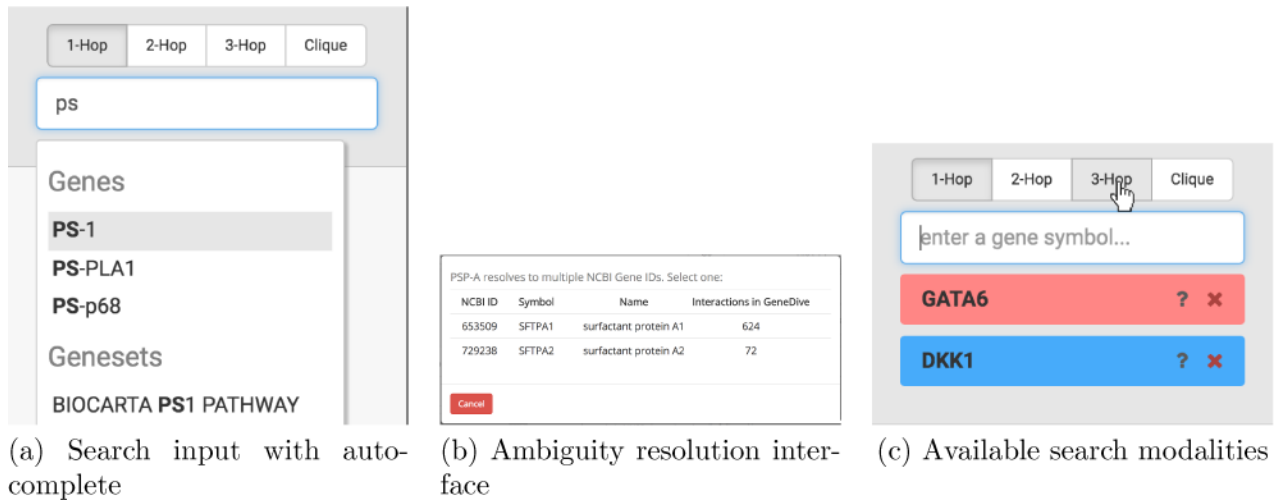 1-Hop 2-Hop 3-Hop Clique
ps
Genes
PS-1
PS-PLA1
PS-p68
Genesets
BIOCARTA PS1 PATHWAY
(a) Search input with auto-
complete
PSP-A resolves to multiple NCBI Gene IDs. Select one:
NCBI ID Symbol Name Interactions in GeneDive
653509 SFTPA1 surfactant protein A1 624
729238 SFTPA2 surfactant protein A2 72
Cancel
(b) Ambiguity resolution inter-
face
1-Hop 2-Hop 3-Hop Clique
enter a gene symbol...
GATA6 ? ✖
DKK1 ? ✖
(c) Available search modalities